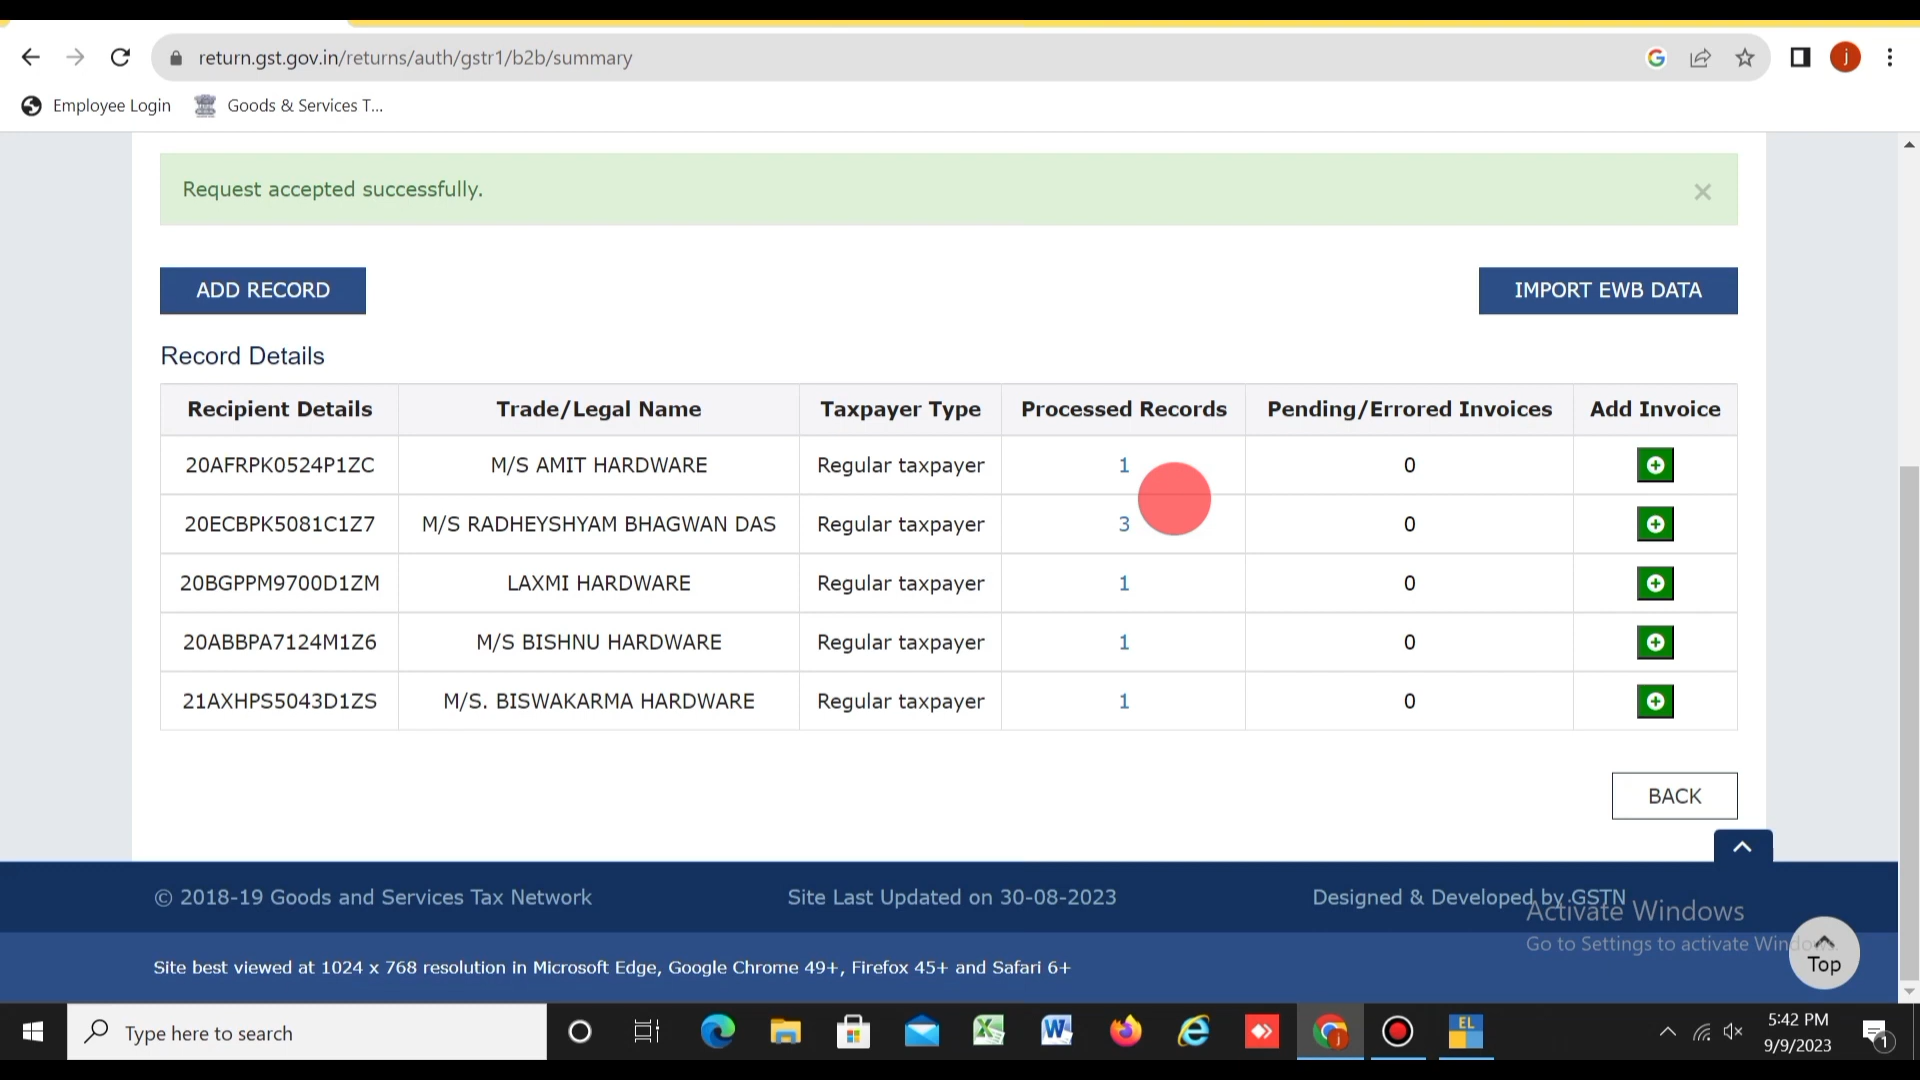 return.gst.gov.in/returns/auth/gstr1/b2b/summary
j
Employee Login
Goods & Services T...
Request accepted successfully.
×
ADD RECORD
IMPORT EWB DATA
Record Details
Recipient Details Trade/Legal Name Taxpayer Type Processed Records Pending/Errored Invoices Add Invoice
20AFRPK0524P1ZC M/S AMIT HARDWARE Regular taxpayer 1 0
20ECBPK5081C1Z7 M/S RADHEYSHYAM BHAGWAN DAS Regular taxpayer 3 0
20BGPPM9700D1ZM LAXMI HARDWARE Regular taxpayer 1 0
20ABBPA7124M1Z6 M/S BISHNU HARDWARE Regular taxpayer 1 0
21AXHPS5043D1ZS M/S. BISWAKARMA HARDWARE Regular taxpayer 1 0
BACK
© 2018-19 Goods and Services Tax Network Site Last Updated on 30-08-2023 Designed & Developed by GSTN
Activate Windows
Go to Settings to activate Windows.
Top
Site best viewed at 1024 x 768 resolution in Microsoft Edge, Google Chrome 49+, Firefox 45+ and Safari 6+
Type here to search
EL
5:42 PM
9/9/2023
1